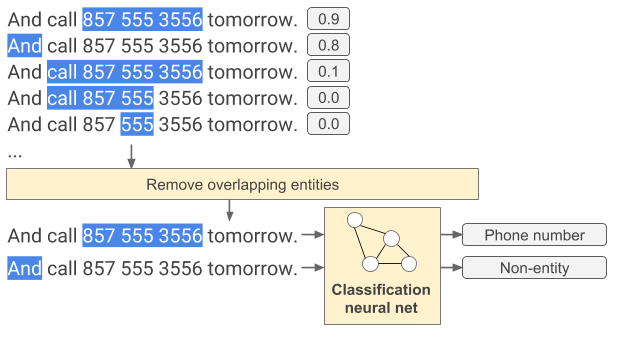 And call 857 555 3556 tomorrow. 0.9
And call 857 555 3556 tomorrow. 0.8
And call 857 555 3556 tomorrow. 0.1
And call 857 555 3556 tomorrow. 0.0
And call 857 555 3556 tomorrow. 0.0
...
Remove overlapping entities
And call 857 555 3556 tomorrow. Phone number
And call 857 555 3556 tomorrow. Non-entity
Classification
neural net